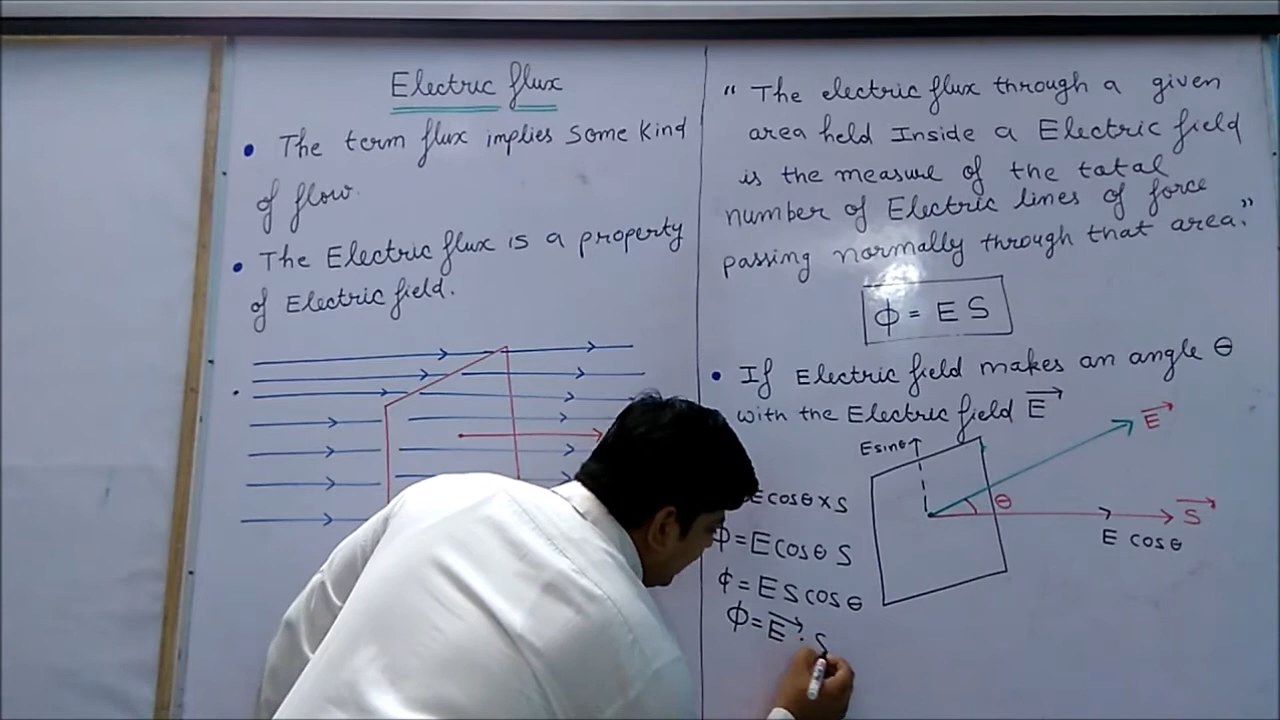 Electric flux
• The term flux implies Some Kind
of flow.
• The Electric flux is a property
of Electric field.
“ The electric flux through a given
area held Inside a Electric field
is the measure of the tatal
number of Electric lines of force
passing normally through that area.”
ϕ = E S
• If Electric field makes an angle θ
with the Electric field E⃗
E sinθ
E⃗
θ
S⃗
E cosθ
E cosθ x S
ϕ = E cosθ S
ϕ = E S cosθ
ϕ = E⃗ . S